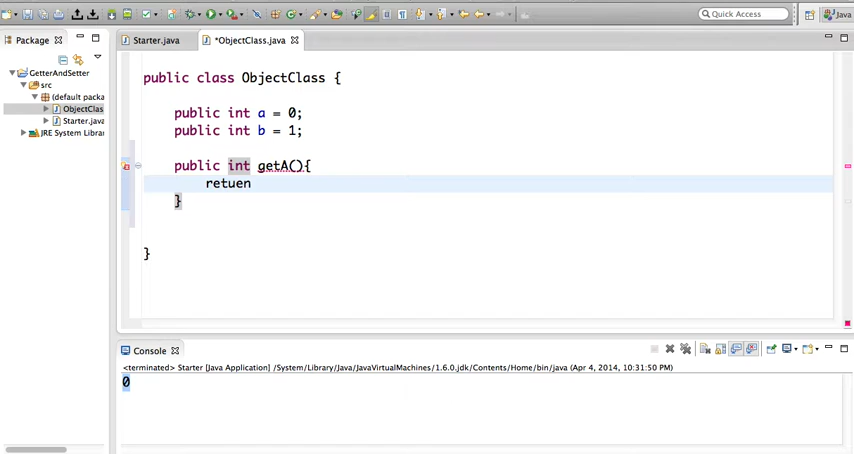 Quick Access
Java
Package
Starter.java
*ObjectClass.java
GetterAndSetter
src
(default packa
ObjectClas
Starter.java
JRE System Librar
public class ObjectClass {
public int a = 0;
public int b = 1;
public int getA(){
retuen
}
}
Console
<terminated> Starter [Java Application] /System/Library/Java/JavaVirtualMachines/1.6.0.jdk/Contents/Home/bin/java (Apr 4, 2014, 10:31:50 PM)
0